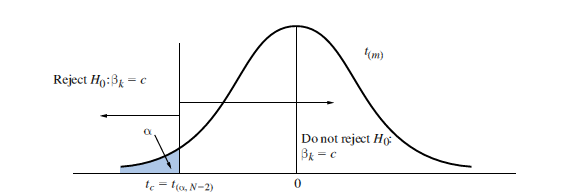 t(m)
Reject H0: βk = c
α
Do not reject H0:
βk = c
tc = t(α, N−2)
0